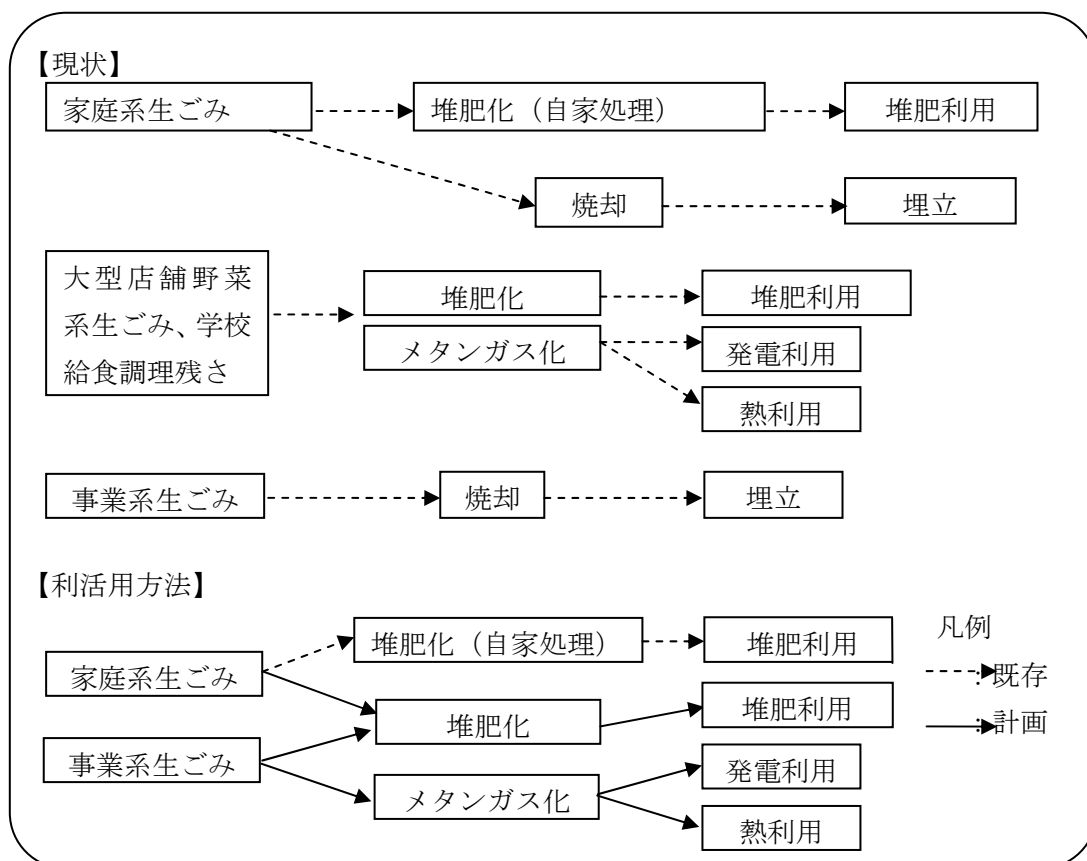 【現状】
家庭系生ごみ
堆肥化（自家処理）
堆肥利用
焼却
埋立
大型店舗野菜
系生ごみ、学校
給食調理残さ
堆肥化
堆肥利用
メタンガス化
発電利用
熱利用
事業系生ごみ
焼却
埋立
【利活用方法】
家庭系生ごみ
堆肥化（自家処理）
堆肥利用
堆肥化
堆肥利用
事業系生ごみ
メタンガス化
発電利用
熱利用
凡例
:既存
:計画